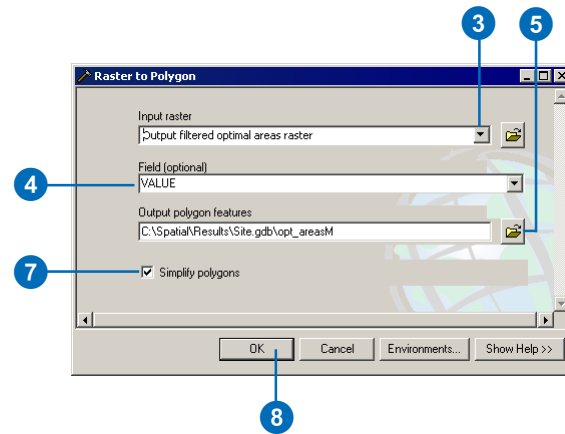 3 5
Raster to Polygon
Input raster
Output filtered optimal areas raster
Field (optional)
4
VALUE
Output polygon features
C:\Spatial\Results\Site.gdb\opt_areasM
7
Simplify polygons
OK Cancel Environments... Show Help >>
8